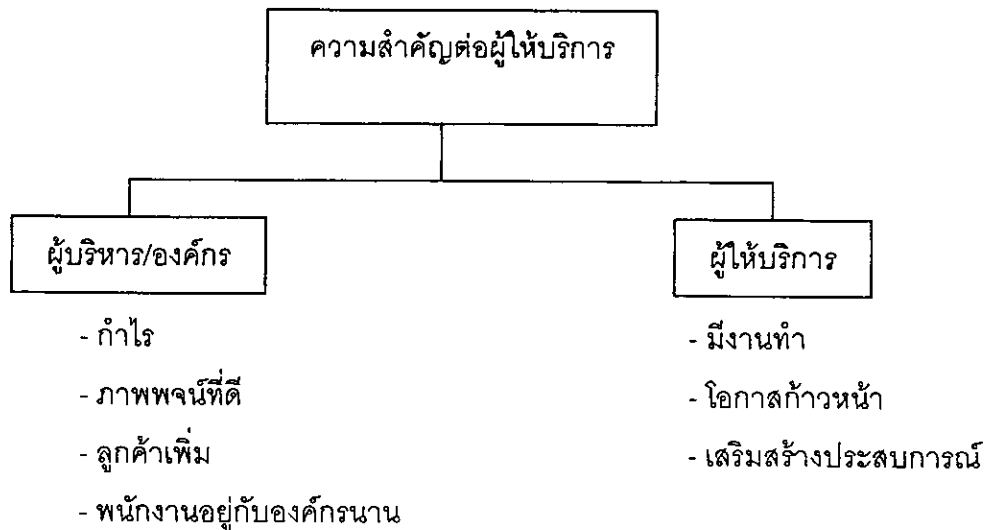 ความสำคัญต่อผู้ให้บริการ
ผู้บริหาร/องค์กร
- กำไร
- ภาพพจน์ที่ดี
- ลูกค้าเพิ่ม
- พนักงานอยู่กับองค์กรนาน
ผู้ให้บริการ
- มีงานทำ
- โอกาสก้าวหน้า
- เสริมสร้างประสบการณ์